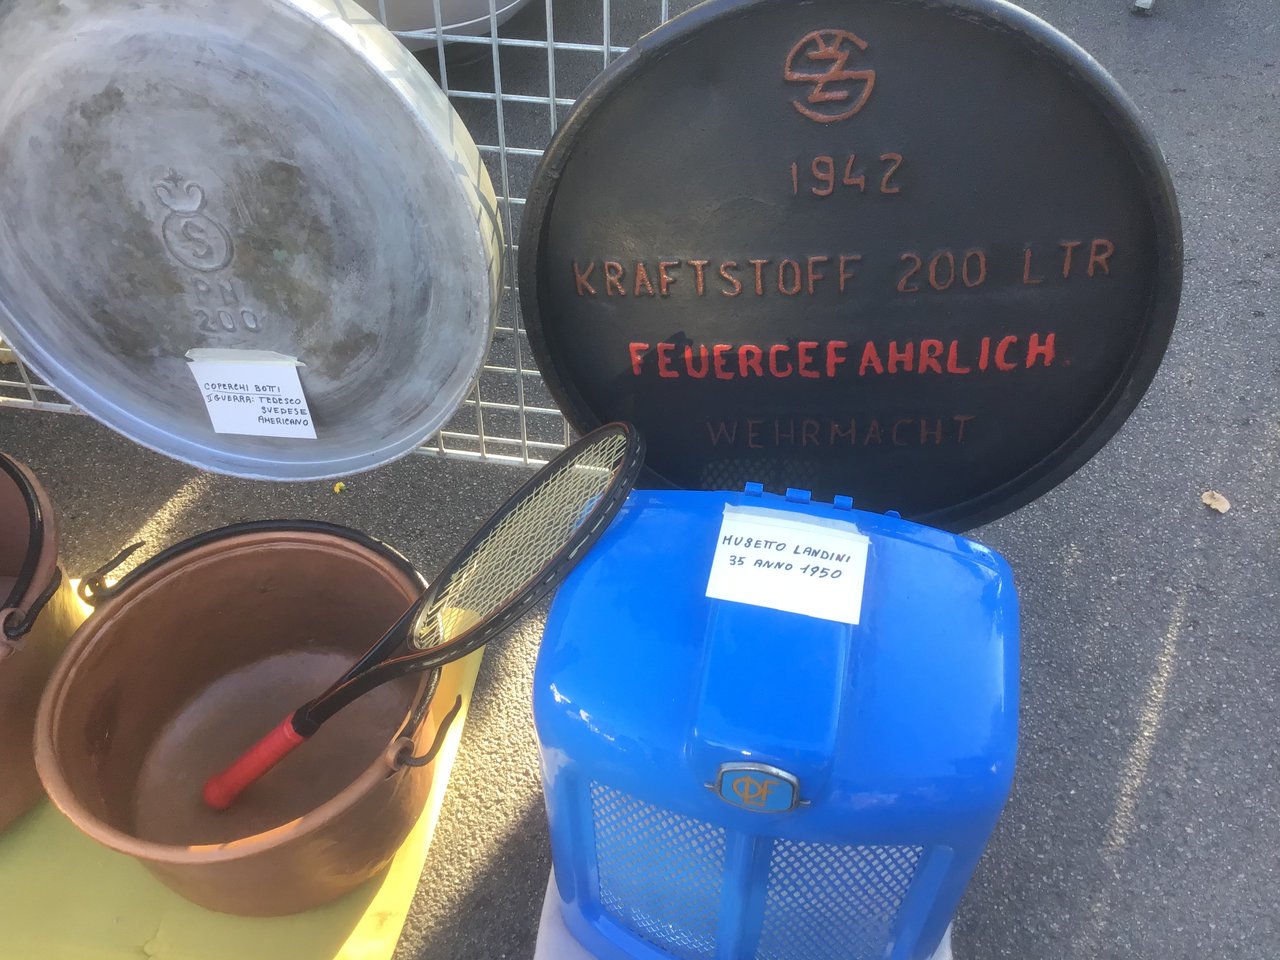 S
PN
200
COPERCHI BOTTI
II GUERRA: TEDESCO
SVEDESE
AMERICANO
1942
KRAFTSTOFF 200 LTR
FEUERGEFAHRLICH
WEHRMACHT
MUSETTO LANDINI
35 ANNO 1950